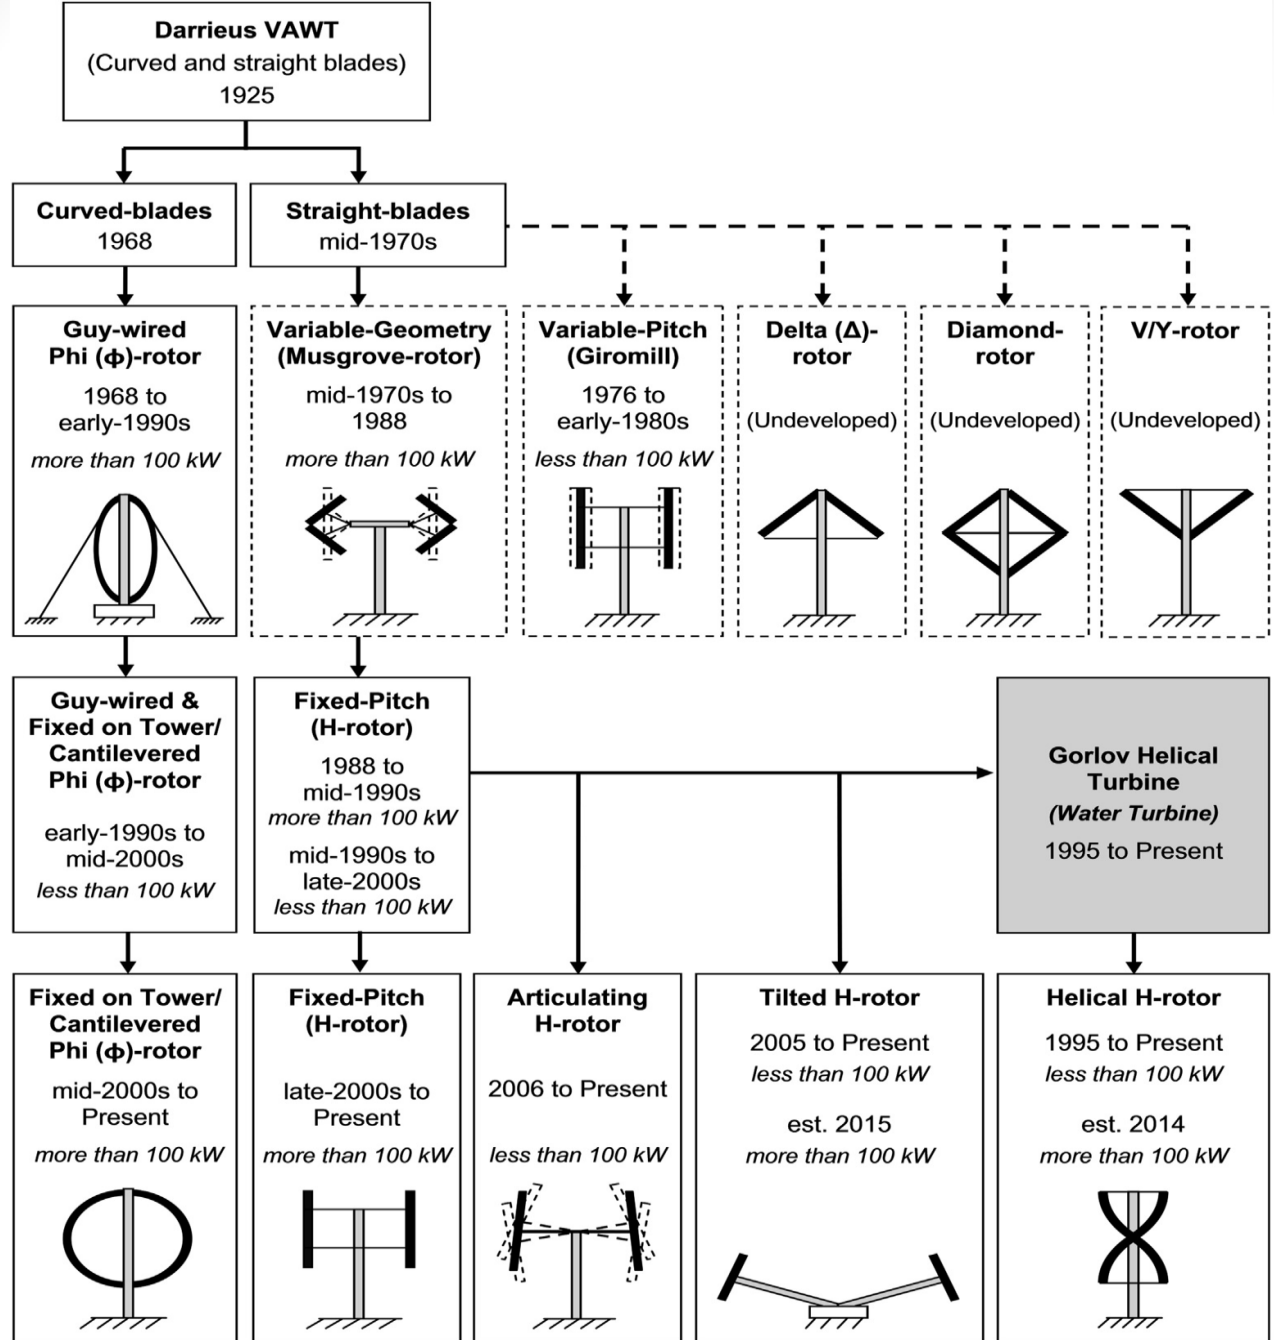 Darrieus VAWT
(Curved and straight blades)
1925
Curved-blades
1968
Straight-blades
mid-1970s
Guy-wired
Phi (ϕ)-rotor
1968 to
early-1990s
more than 100 kW
Variable-Geometry
(Musgrove-rotor)
mid-1970s to
1988
more than 100 kW
Variable-Pitch
(Giromill)
1976 to
early-1980s
less than 100 kW
Delta (Δ)-
rotor
(Undeveloped)
Diamond-
rotor
(Undeveloped)
V/Y-rotor
(Undeveloped)
Guy-wired &
Fixed on Tower/
Cantilevered
Phi (ϕ)-rotor
early-1990s to
mid-2000s
less than 100 kW
Fixed-Pitch
(H-rotor)
1988 to
mid-1990s
more than 100 kW
mid-1990s to
late-2000s
less than 100 kW
Gorlov Helical
Turbine
(Water Turbine)
1995 to Present
Fixed on Tower/
Cantilevered
Phi (ϕ)-rotor
mid-2000s to
Present
more than 100 kW
Fixed-Pitch
(H-rotor)
late-2000s to
Present
more than 100 kW
Articulating
H-rotor
2006 to Present
less than 100 kW
Tilted H-rotor
2005 to Present
less than 100 kW
est. 2015
more than 100 kW
Helical H-rotor
1995 to Present
less than 100 kW
est. 2014
more than 100 kW